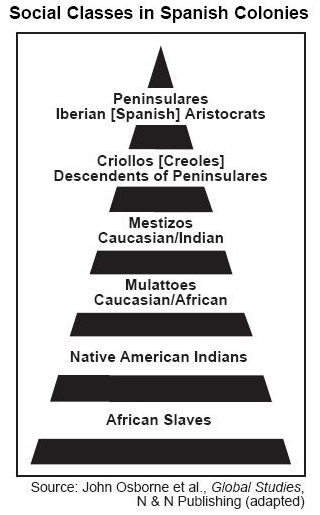 Social Classes in Spanish Colonies
Peninsulares
Iberian [Spanish] Aristocrats
Criollos [Creoles]
Descendents of Peninsulares
Mestizos
Caucasian/Indian
Mulattoes
Caucasian/African
Native American Indians
African Slaves
Source: John Osborne et al., Global Studies,
N & N Publishing (adapted)